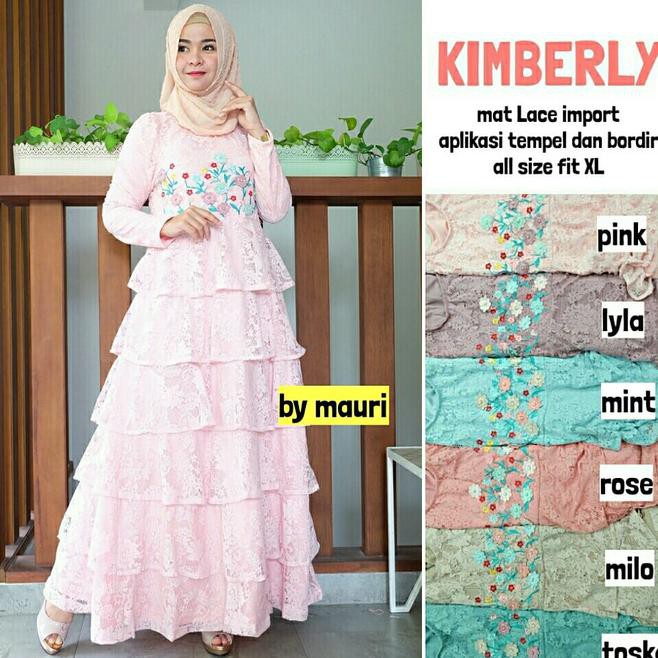 KIMBERLY
mat Lace import
aplikasi tempel dan bordir
all size fit XL
pink
lyla
mint
rose
milo
by mauri